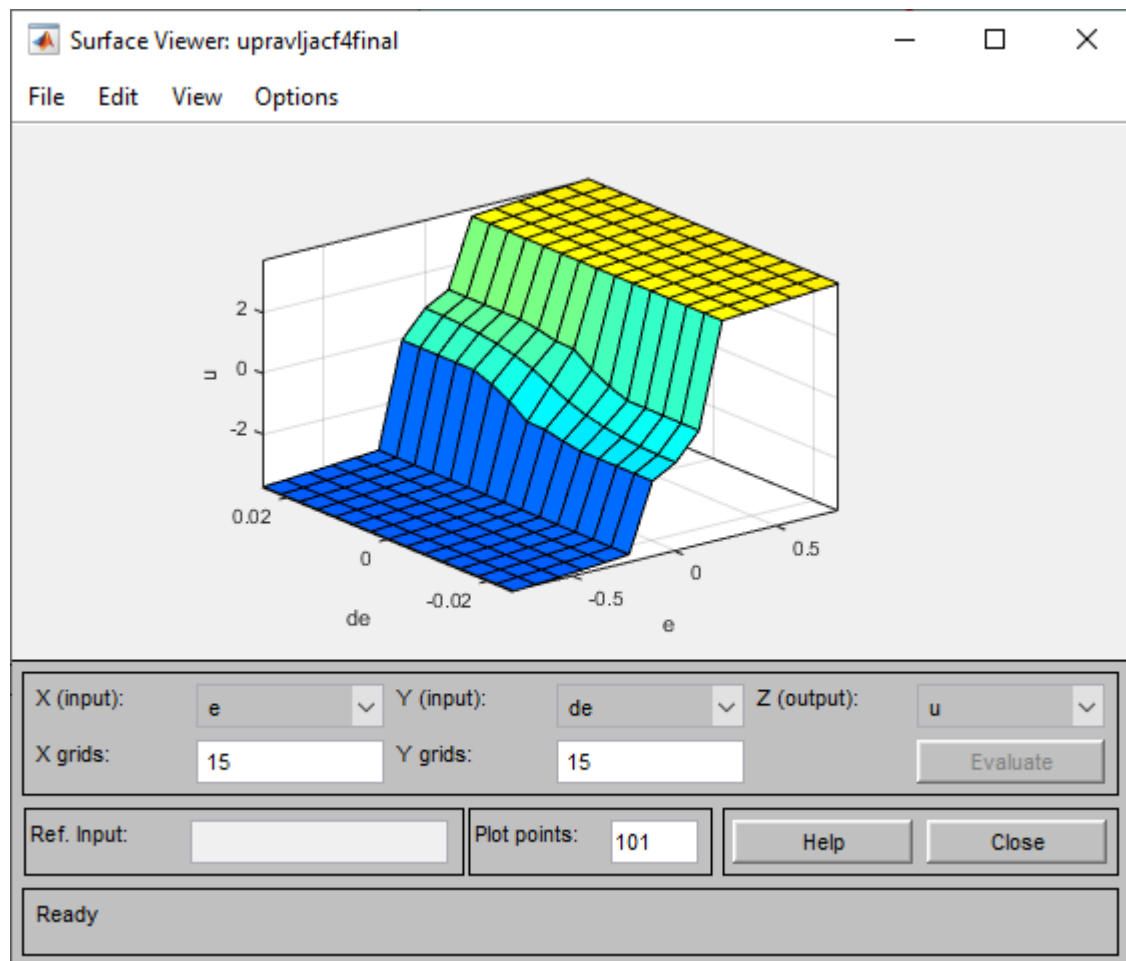 Surface Viewer: upravljacf4final
File Edit View Options
2
0
-2
u
0.02
0
-0.02
de
-0.5
0
0.5
e
X (input): e Y (input): de Z (output): u
X grids: 15 Y grids: 15 Evaluate
Ref. Input: Plot points: 101 Help Close
Ready